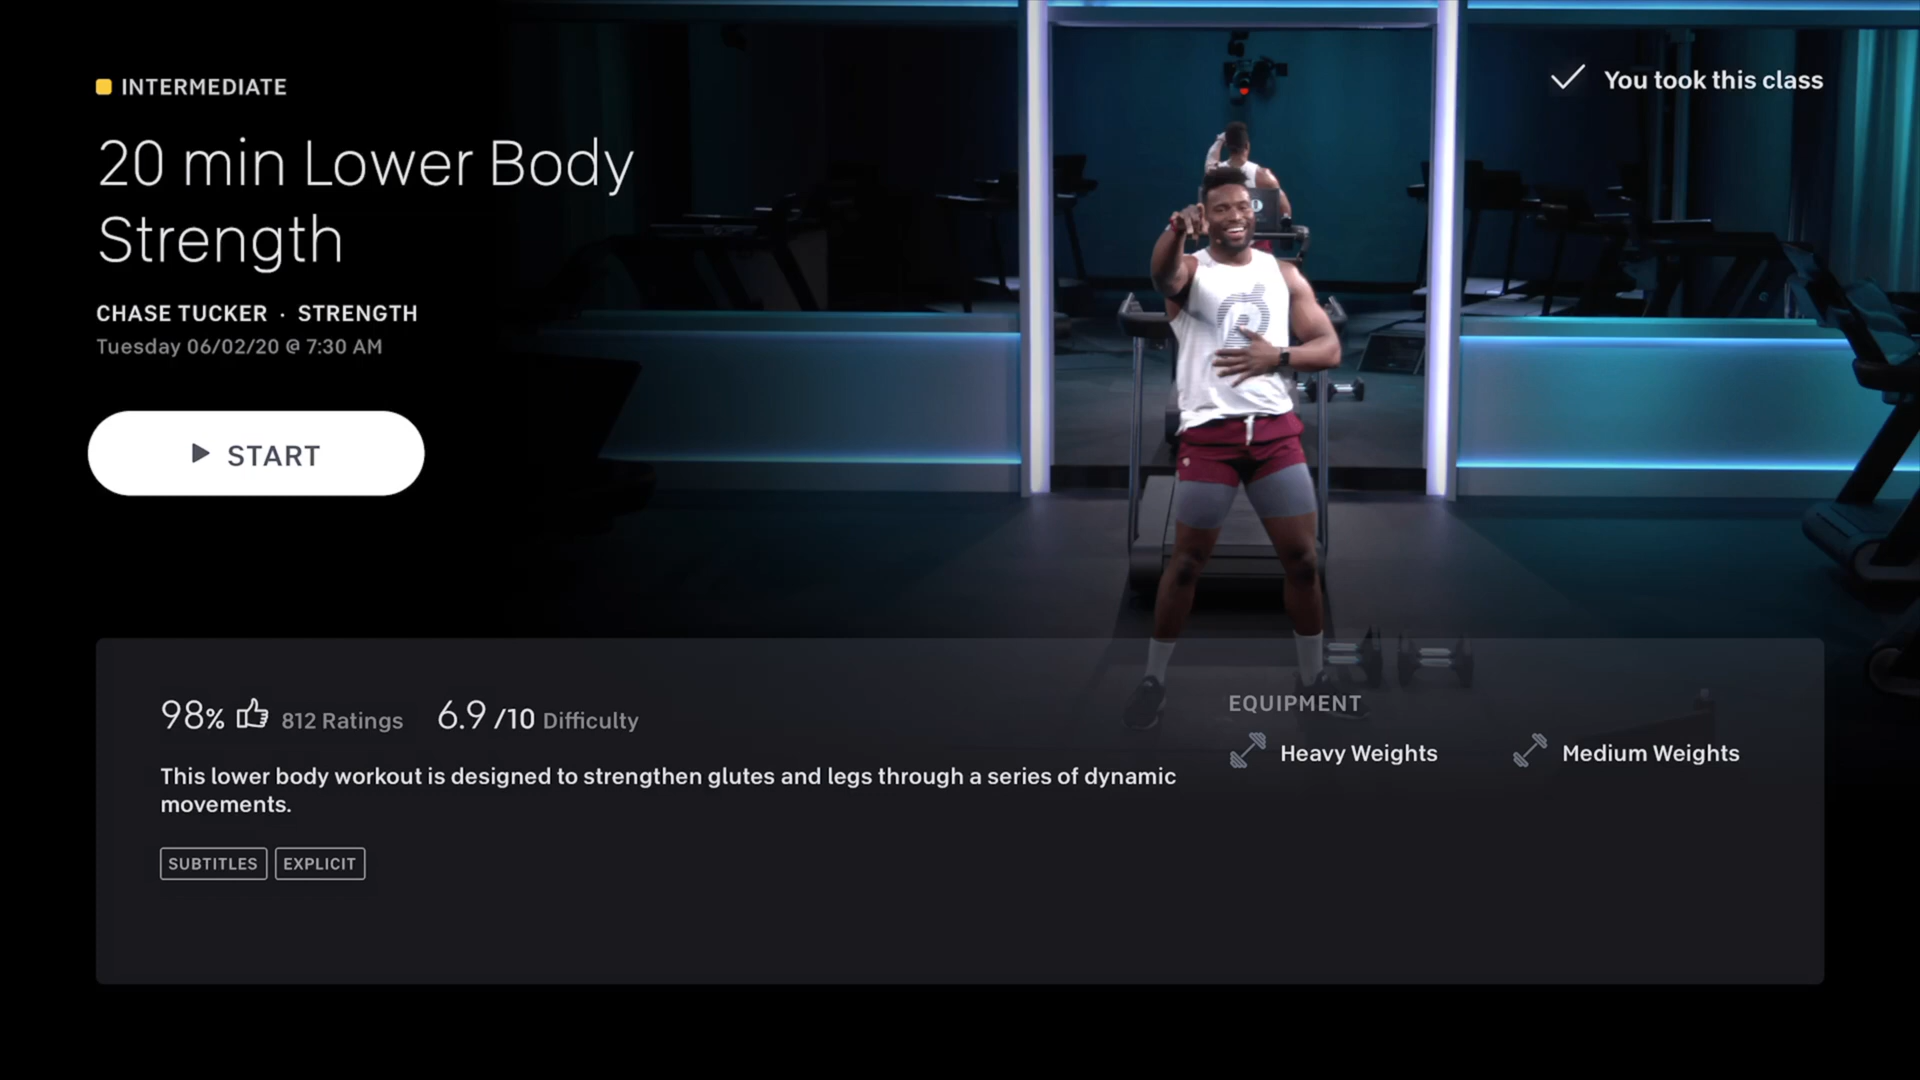 INTERMEDIATE
You took this class
20 min Lower Body
Strength
CHASE TUCKER · STRENGTH
Tuesday 06/02/20 @ 7:30 AM
START
98% 812 Ratings 6.9 /10 Difficulty
This lower body workout is designed to strengthen glutes and legs through a series of dynamic
movements.
SUBTITLES EXPLICIT
EQUIPMENT
Heavy Weights Medium Weights